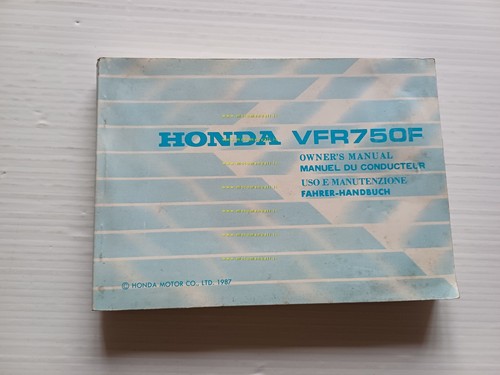 HONDA VFR750F
OWNER'S MANUAL
MANUEL DU CONDUCTEUR
USO E MANUTENZIONE
FAHRER-HANDBUCH
© HONDA MOTOR CO., LTD. 1987